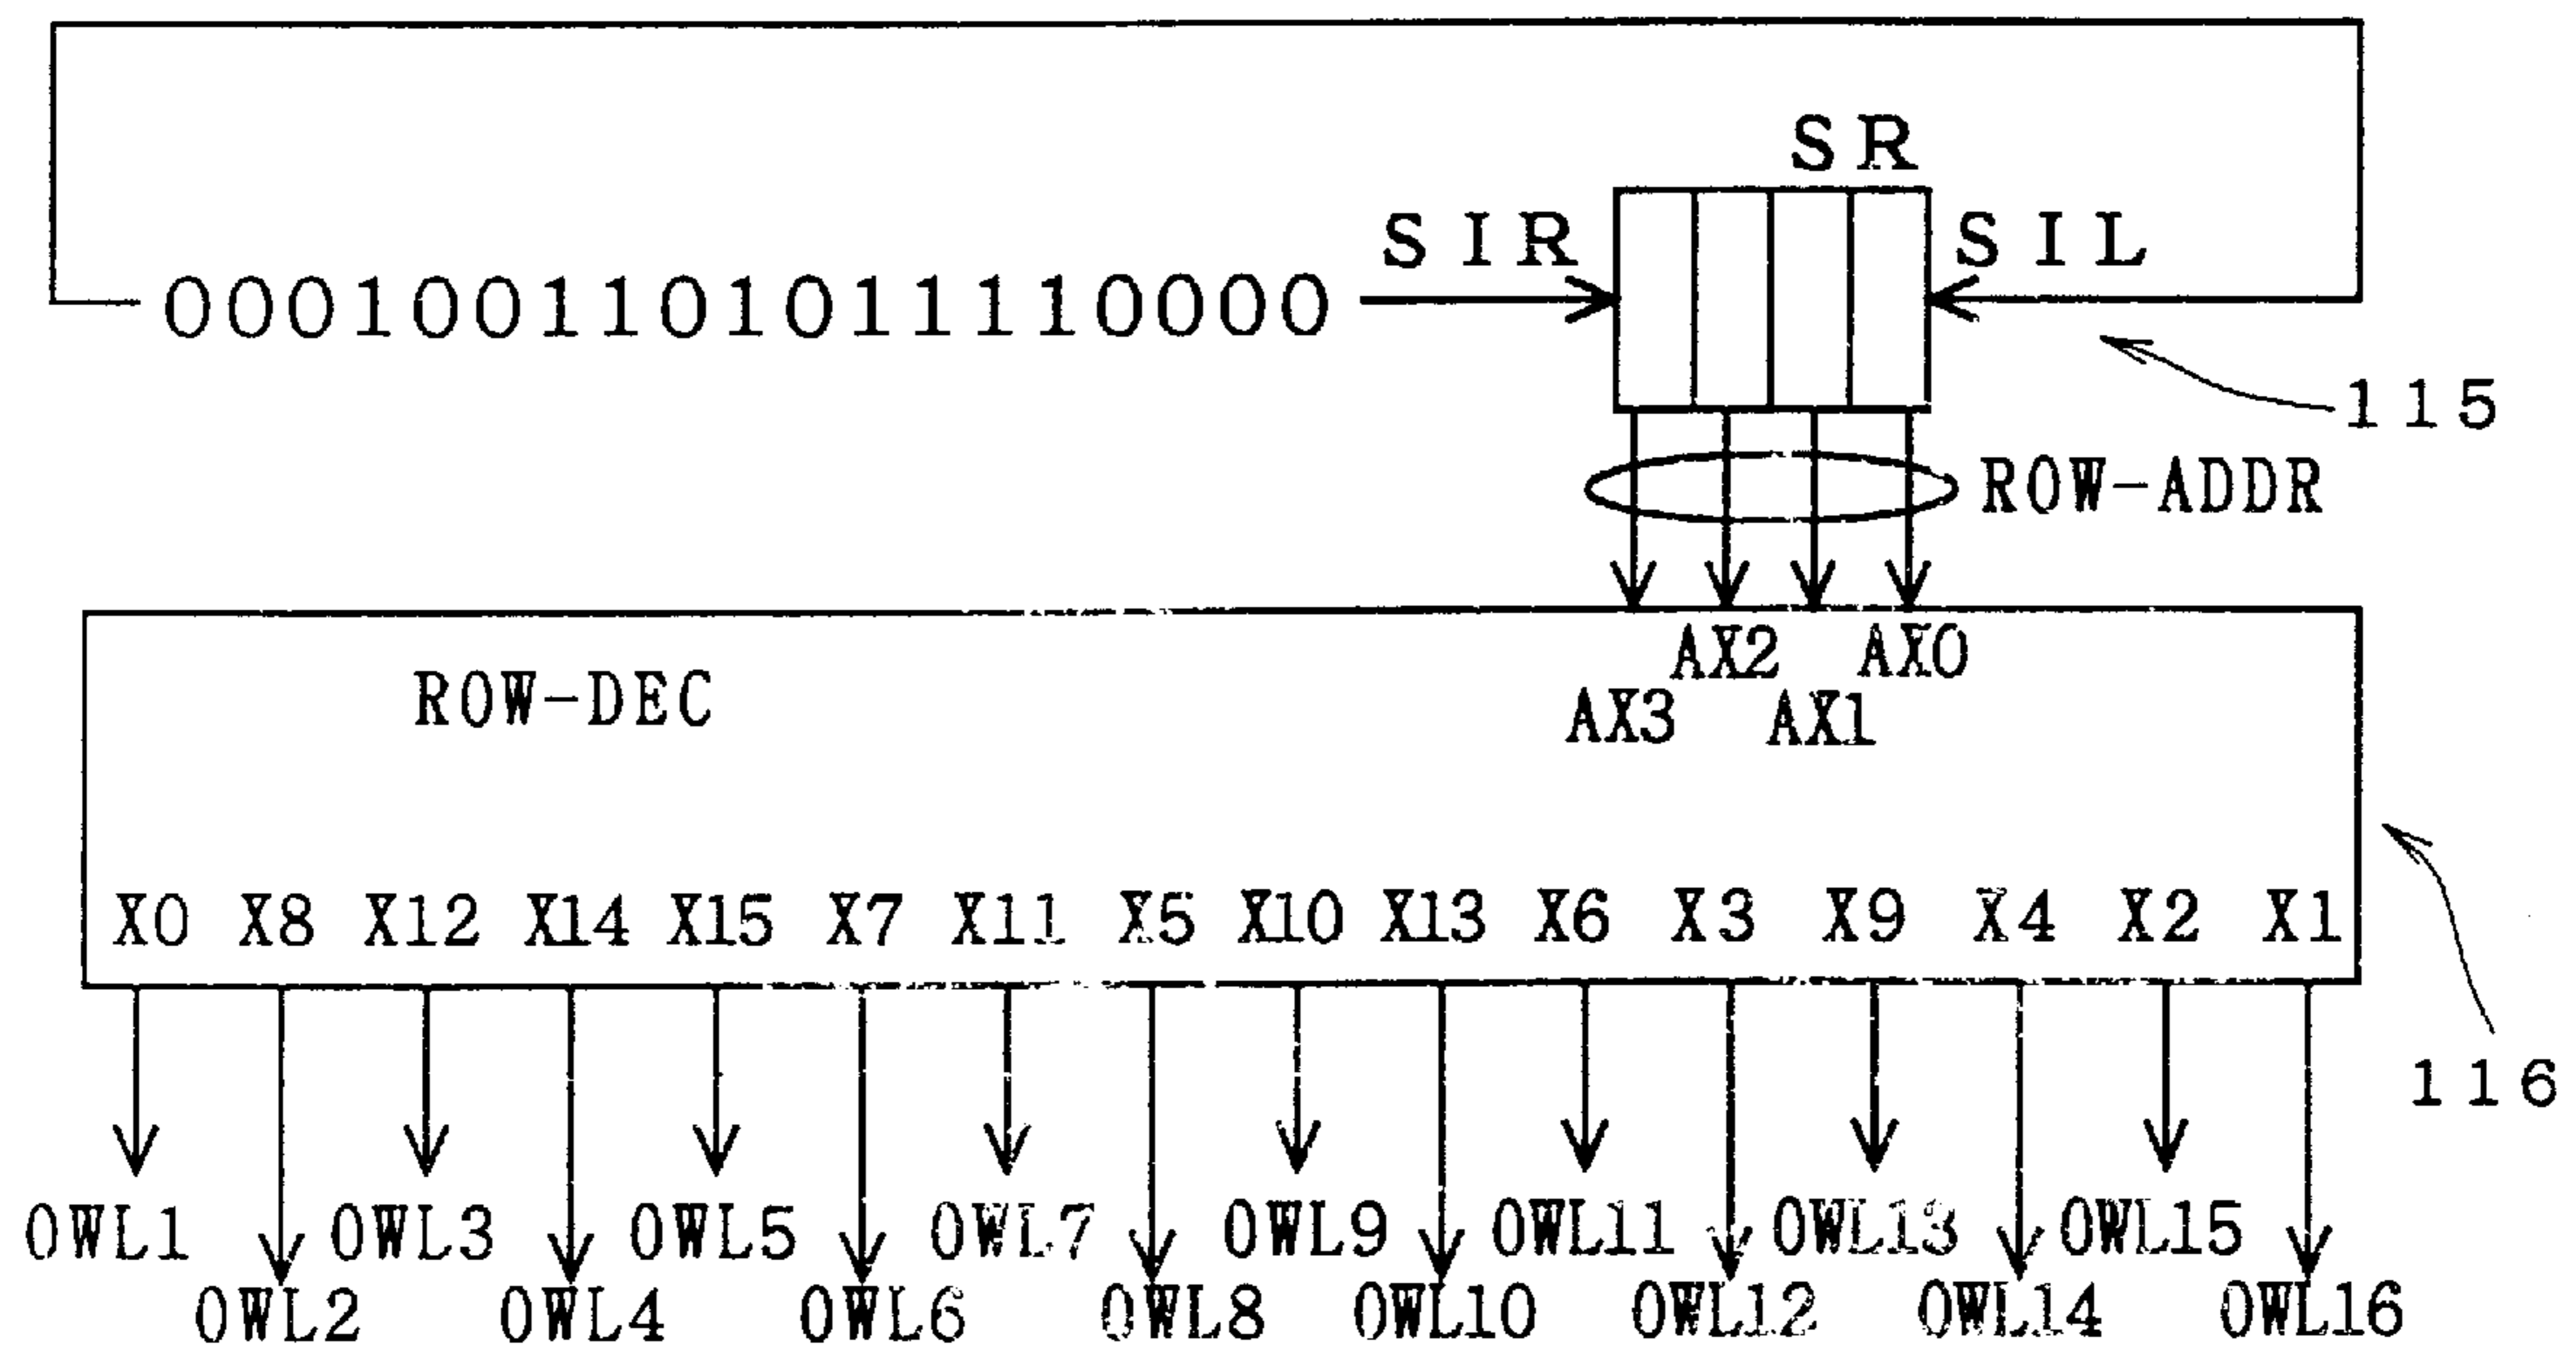 SR
SIR SIL
0001001101011110000
115
ROW-ADDR
AX2 AX0
ROW-DEC
AX3 AX1
X0 X8 X12 X14 X15 X7 X11 X5 X10 X13 X6 X3 X9 X4 X2 X1
116
OWL1 OWL3 OWL5 OWL7 OWL9 OWL11 OWL13 OWL15
OWL2 OWL4 OWL6 OWL8 OWL10 OWL12 OWL14 OWL16